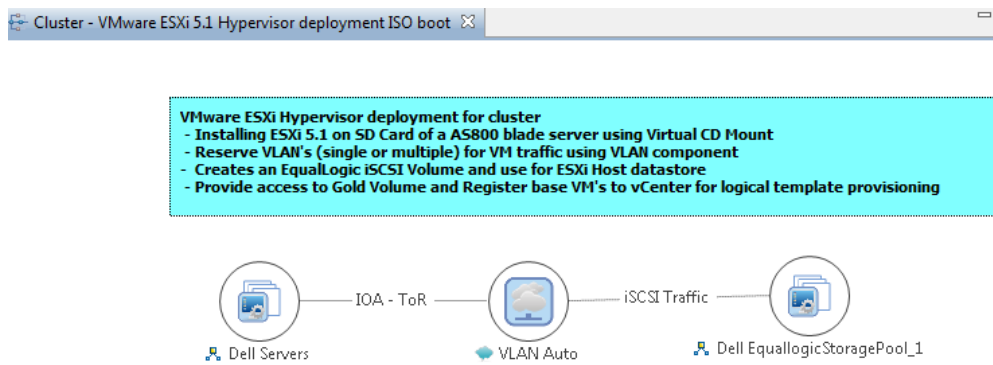 Cluster - VMware ESXi 5.1 Hypervisor deployment ISO boot
VMware ESXi Hypervisor deployment for cluster
- Installing ESXi 5.1 on SD Card of a AS800 blade server using Virtual CD Mount
- Reserve VLAN's (single or multiple) for VM traffic using VLAN component
- Creates an EqualLogic iSCSI Volume and use for ESXi Host datastore
- Provide access to Gold Volume and Register base VM's to vCenter for logical template provisioning
IOA - ToR
iSCSI Traffic
Dell Servers
VLAN Auto
Dell EquallogicStoragePool_1